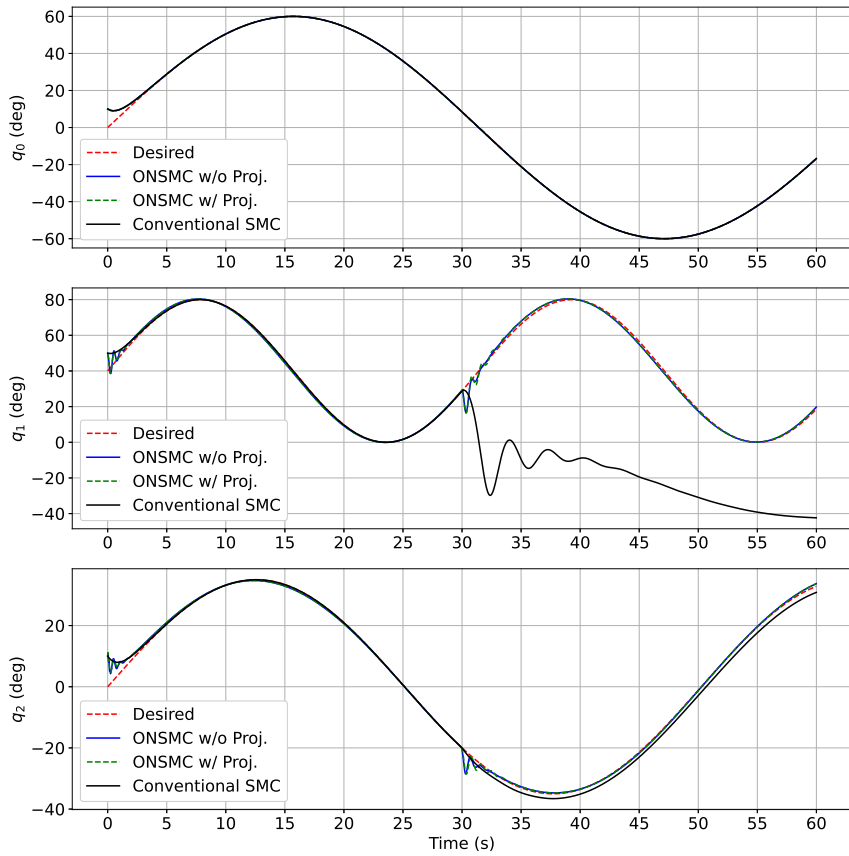 60
40
20
0
−20
−40
−60
q₀ (deg)
Desired
ONSMC w/o Proj.
ONSMC w/ Proj.
Conventional SMC
0 5 10 15 20 25 30 35 40 45 50 55 60
80
60
40
20
0
−20
−40
q₁ (deg)
Desired
ONSMC w/o Proj.
ONSMC w/ Proj.
Conventional SMC
0 5 10 15 20 25 30 35 40 45 50 55 60
20
0
−20
−40
q₂ (deg)
Desired
ONSMC w/o Proj.
ONSMC w/ Proj.
Conventional SMC
0 5 10 15 20 25 30 35 40 45 50 55 60
Time (s)